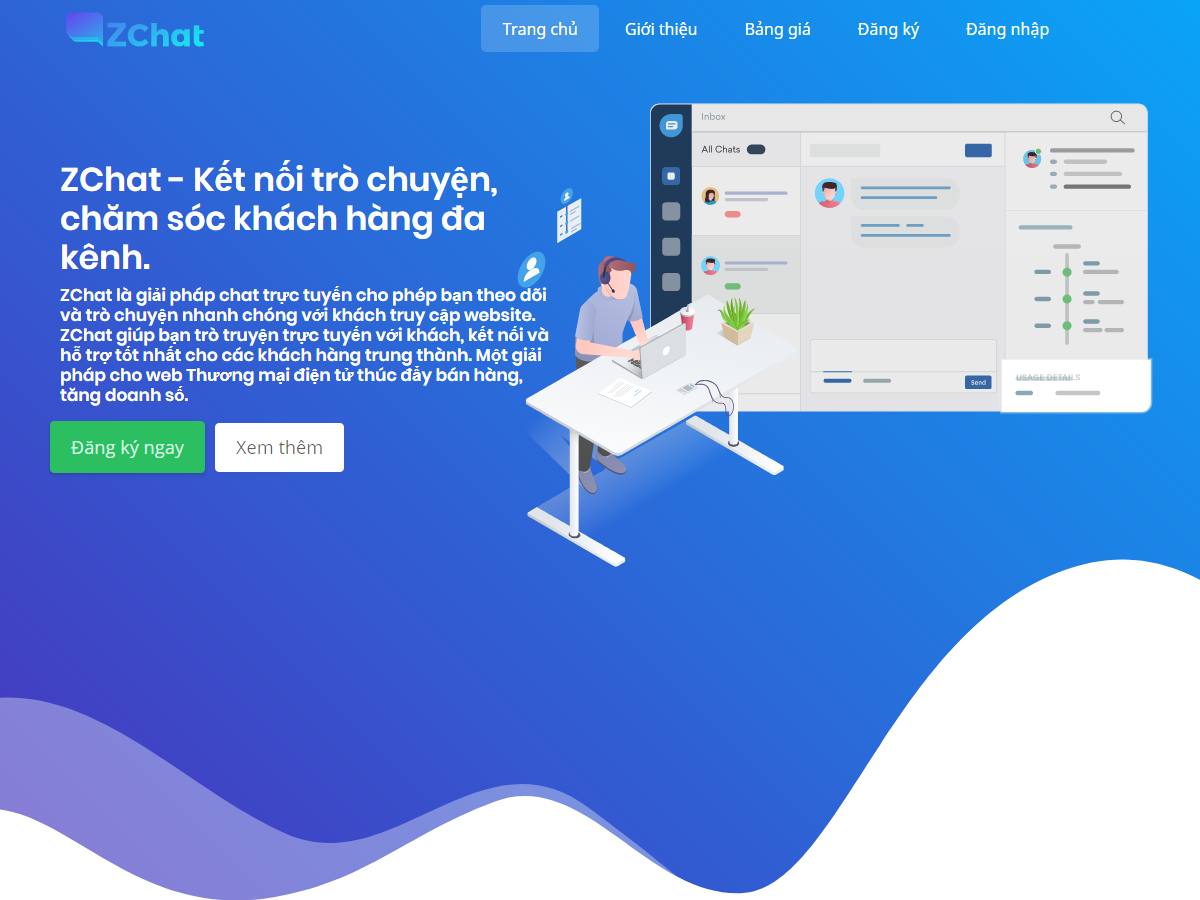 ZChat
Trang chủ
Giới thiệu
Bảng giá
Đăng ký
Đăng nhập
Inbox
All Chats
ZChat - Kết nối trò chuyện,
chăm sóc khách hàng đa
kênh.
ZChat là giải pháp chat trực tuyến cho phép bạn theo dõi
và trò chuyện nhanh chóng với khách truy cập website.
ZChat giúp bạn trò truyện trực tuyến với khách, kết nối và
hỗ trợ tốt nhất cho các khách hàng trung thành. Một giải
pháp cho web Thương mại điện tử thúc đẩy bán hàng,
tăng doanh số.
USAGE DETAILS
Send
Đăng ký ngay
Xem thêm